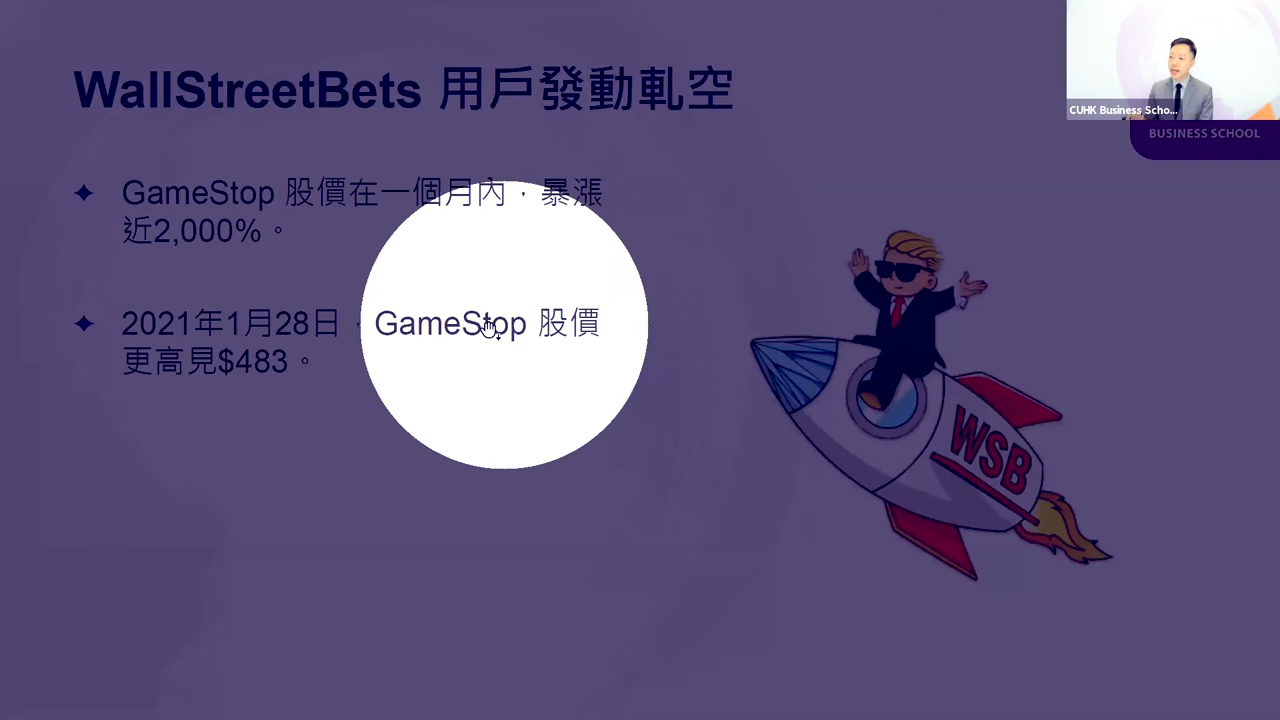 WallStreetBets 用戶發動軋空
CUHK Business Scho...
BUSINESS SCHOOL
GameStop 股價在一個月內，暴漲
近2,000%。
2021年1月28日，GameStop 股價
更高見$483。
WSB